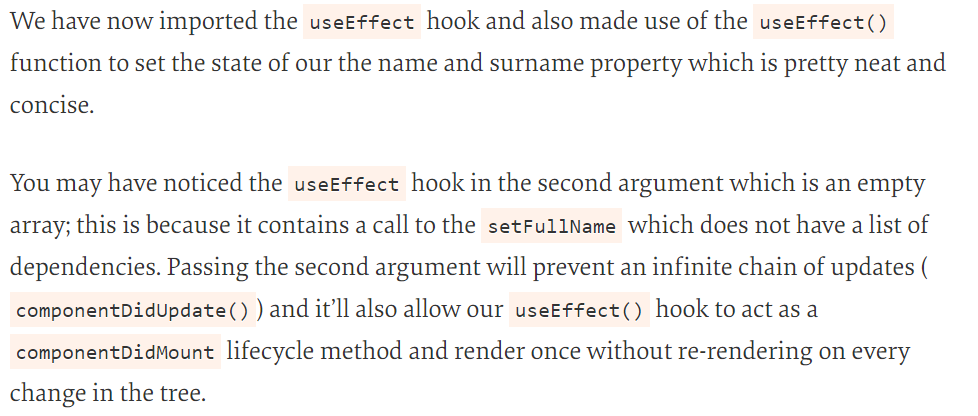 We have now imported the useEffect hook and also made use of the useEffect()
function to set the state of our the name and surname property which is pretty neat and
concise.
You may have noticed the useEffect hook in the second argument which is an empty
array; this is because it contains a call to the setFullName which does not have a list of
dependencies. Passing the second argument will prevent an infinite chain of updates (
componentDidUpdate() ) and it’ll also allow our useEffect() hook to act as a
componentDidMount lifecycle method and render once without re-rendering on every
change in the tree.